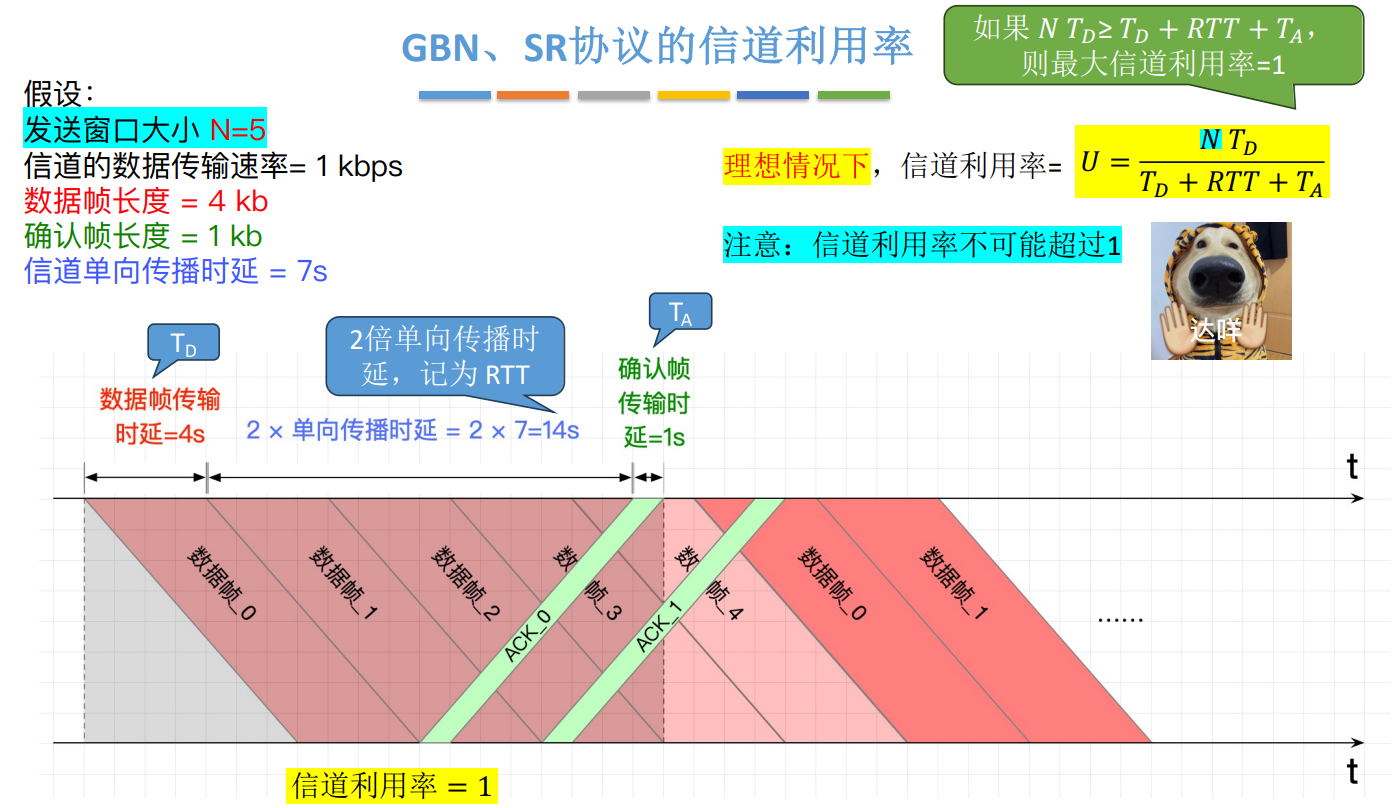 GBN、SR协议的信道利用率
如果 N T_D ≥ T_D + RTT + T_A，
则最大信道利用率=1
假设：
发送窗口大小 N=5
信道的数据传输速率= 1 kbps
数据帧长度 = 4 kb
确认帧长度 = 1 kb
信道单向传播时延 = 7s
理想情况下，信道利用率= U = \frac{N T_D}{T_D + RTT + T_A}
注意：信道利用率不可能超过1
达咩
T_D
2倍单向传播时
延，记为 RTT
T_A
数据帧传输
时延=4s
2 × 单向传播时延 = 2 × 7=14s
确认帧
传输时
延=1s
t
数据帧_0
数据帧_1
数据帧_2
数据帧_3
数据帧_4
数据帧_0
数据帧_1
ACK_0
ACK_1
......
t
信道利用率 = 1